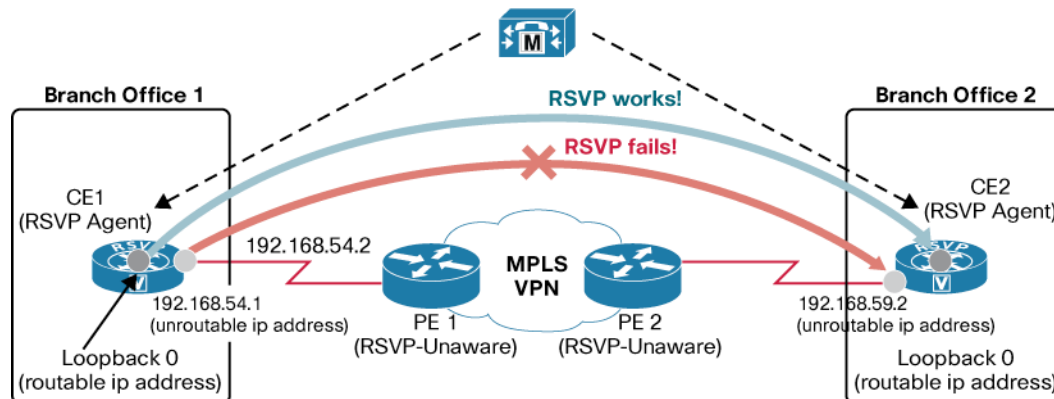 M
Branch Office 1
Branch Office 2
RSVP works!
RSVP fails!
CE1
(RSVP Agent)
CE2
(RSVP Agent)
RSVP
V
192.168.54.2
192.168.54.1
(unroutable ip address)
MPLS
VPN
PE 1
(RSVP-Unaware)
PE 2
(RSVP-Unaware)
RSVP
V
192.168.59.2
(unroutable ip address)
Loopback 0
(routable ip address)
Loopback 0
(routable ip address)